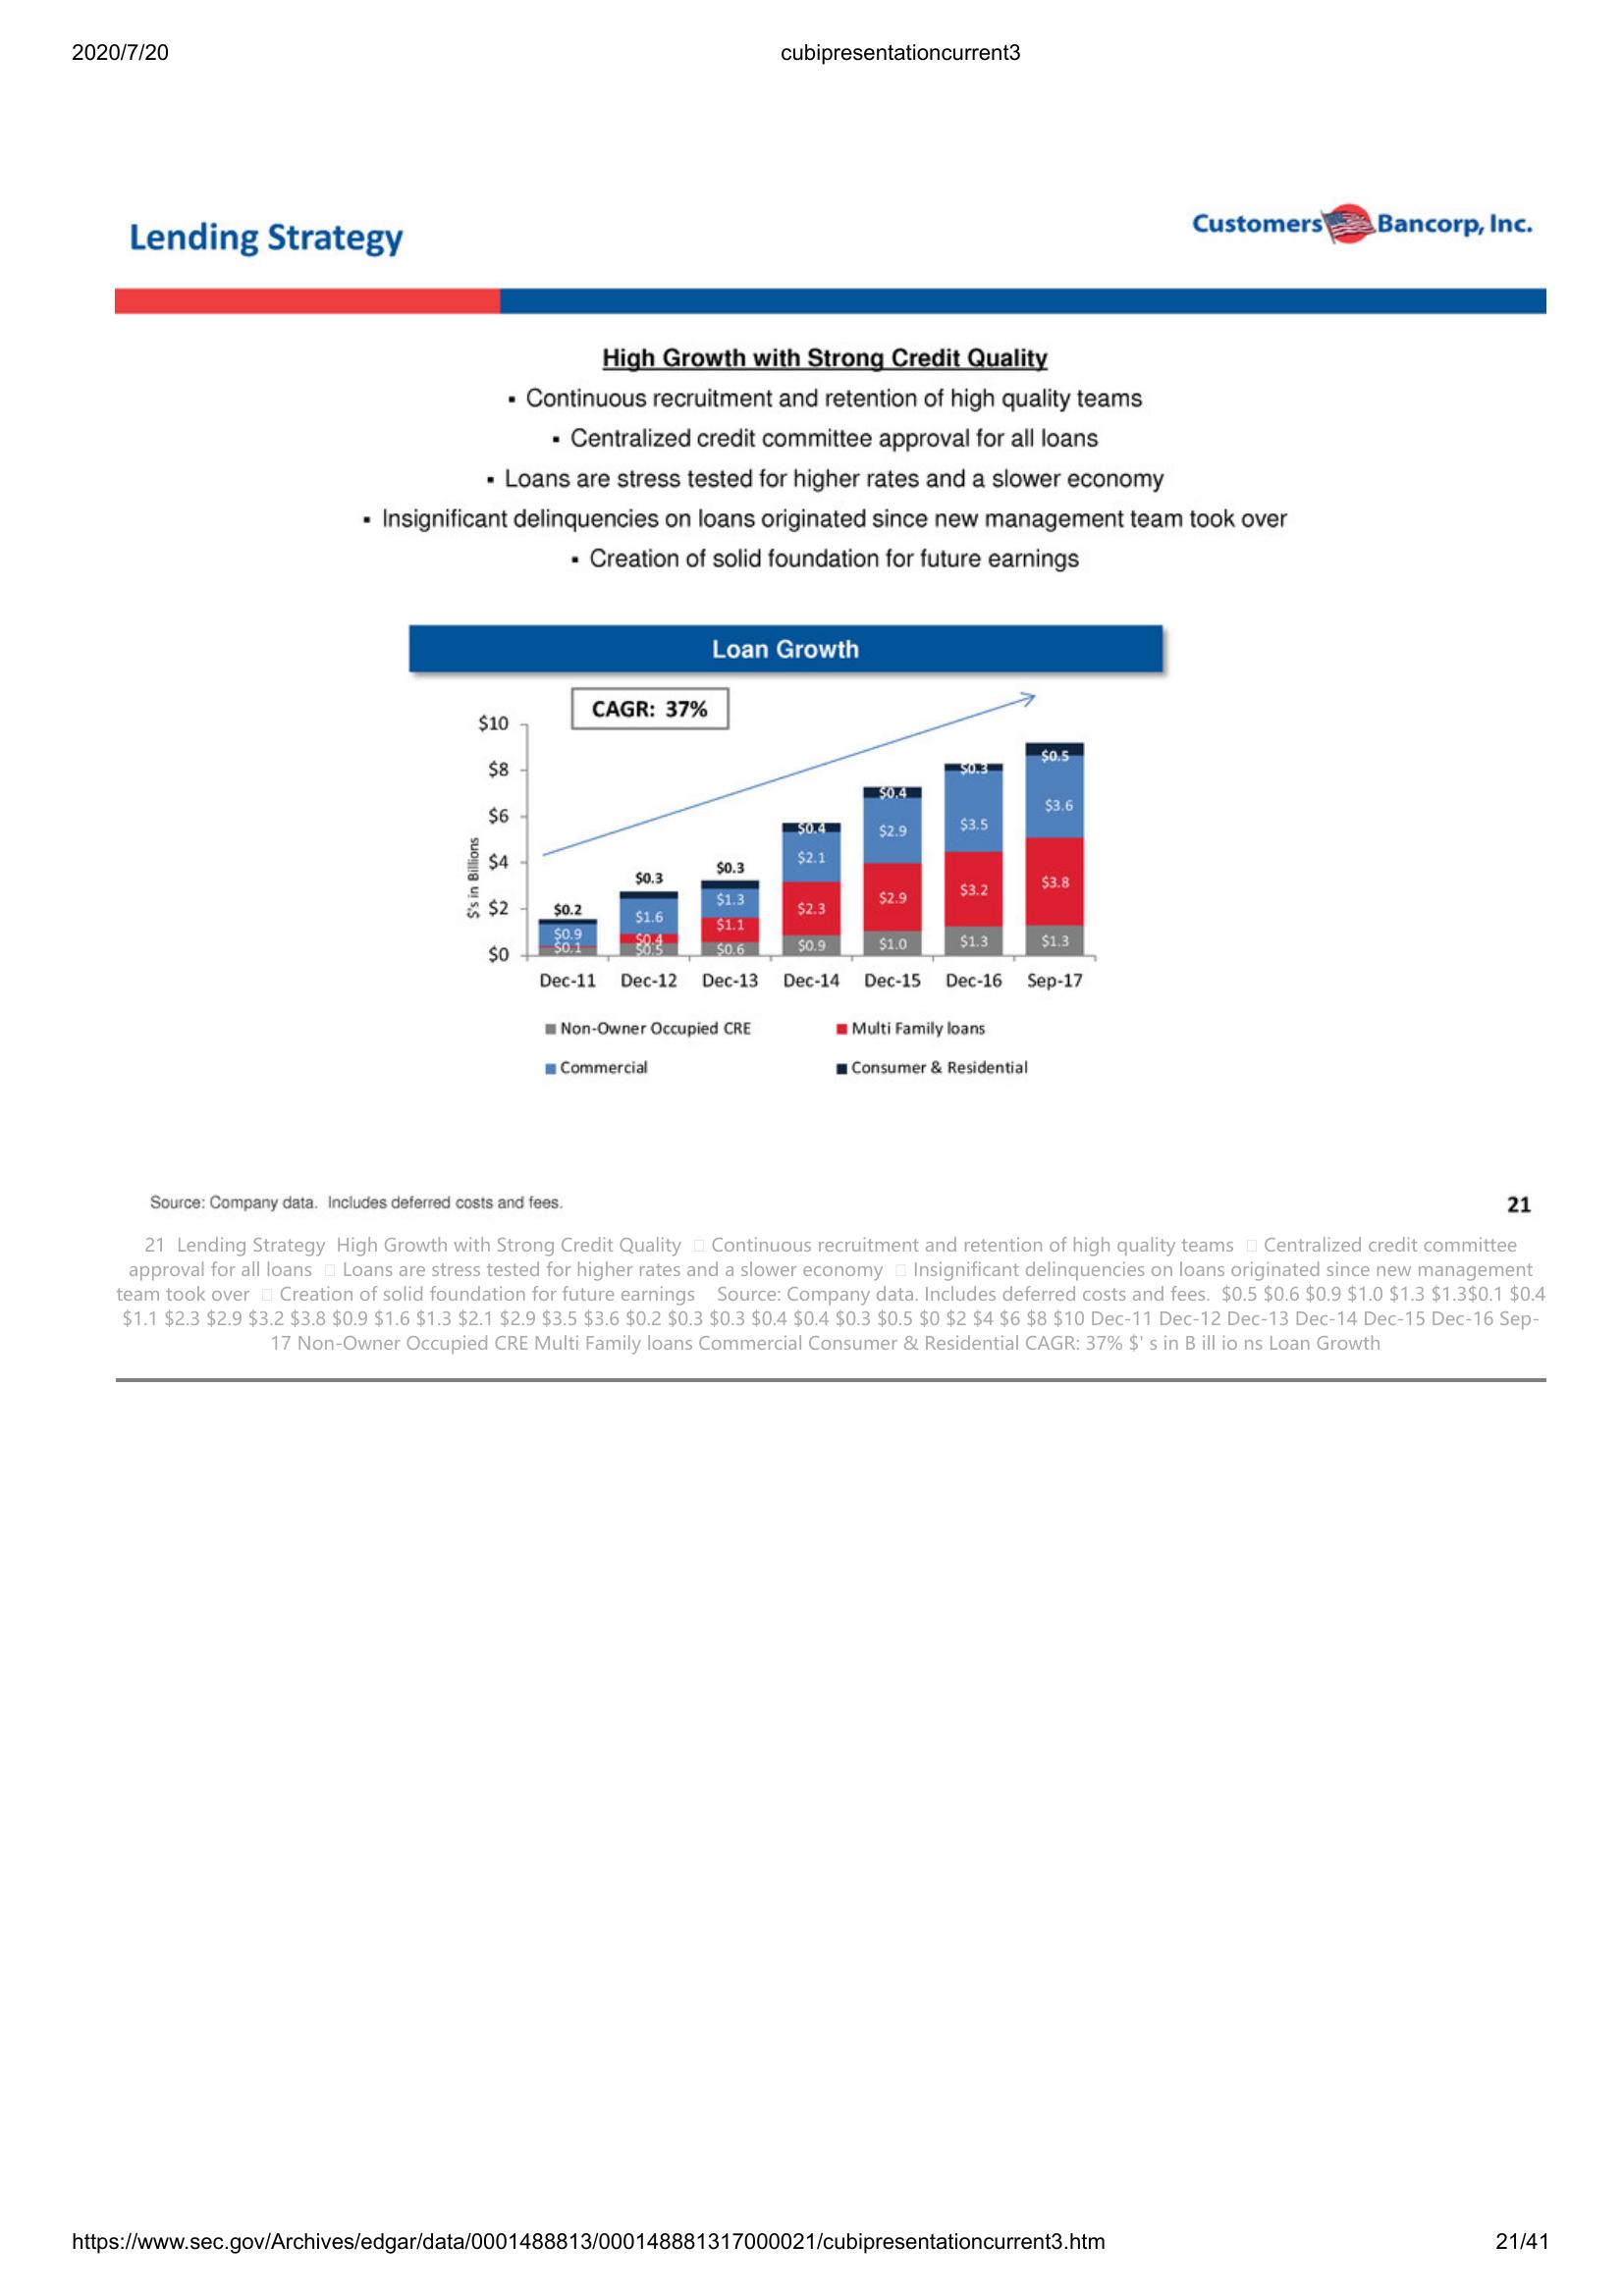 2020/7/20
cubipresentationcurrent3
Lending Strategy
Customers Bancorp, Inc.
High Growth with Strong Credit Quality
▪ Continuous recruitment and retention of high quality teams
▪ Centralized credit committee approval for all loans
▪ Loans are stress tested for higher rates and a slower economy
▪ Insignificant delinquencies on loans originated since new management team took over
▪ Creation of solid foundation for future earnings
Loan Growth
CAGR: 37%
$'s in Billions
$10
$8
$6
$4
$2
$0
$0.2
$0.9
$0.1
$0.3
$1.6
$0.4
$0.5
$0.3
$1.3
$1.1
$0.6
$0.4
$2.1
$2.3
$0.9
$0.4
$2.9
$2.9
$1.0
$0.3
$3.5
$3.2
$1.3
$0.5
$3.6
$3.8
$1.3
Dec-11 Dec-12 Dec-13 Dec-14 Dec-15 Dec-16 Sep-17
Non-Owner Occupied CRE Multi Family loans
Commercial Consumer & Residential
Source: Company data. Includes deferred costs and fees.
21
21 Lending Strategy High Growth with Strong Credit Quality Continuous recruitment and retention of high quality teams Centralized credit committee
approval for all loans Loans are stress tested for higher rates and a slower economy Insignificant delinquencies on loans originated since new management
team took over Creation of solid foundation for future earnings Source: Company data. Includes deferred costs and fees. $0.5 $0.6 $0.9 $1.0 $1.3 $1.3$0.1 $0.4
$1.1 $2.3 $2.9 $3.2 $3.8 $0.9 $1.6 $1.3 $2.1 $2.9 $3.5 $3.6 $0.2 $0.3 $0.3 $0.4 $0.4 $0.3 $0.5 $0 $2 $4 $6 $8 $10 Dec-11 Dec-12 Dec-13 Dec-14 Dec-15 Dec-16 Sep-
17 Non-Owner Occupied CRE Multi Family loans Commercial Consumer & Residential CAGR: 37% $' s in B ill io ns Loan Growth
https://www.sec.gov/Archives/edgar/data/0001488813/000148881317000021/cubipresentationcurrent3.htm
21/41